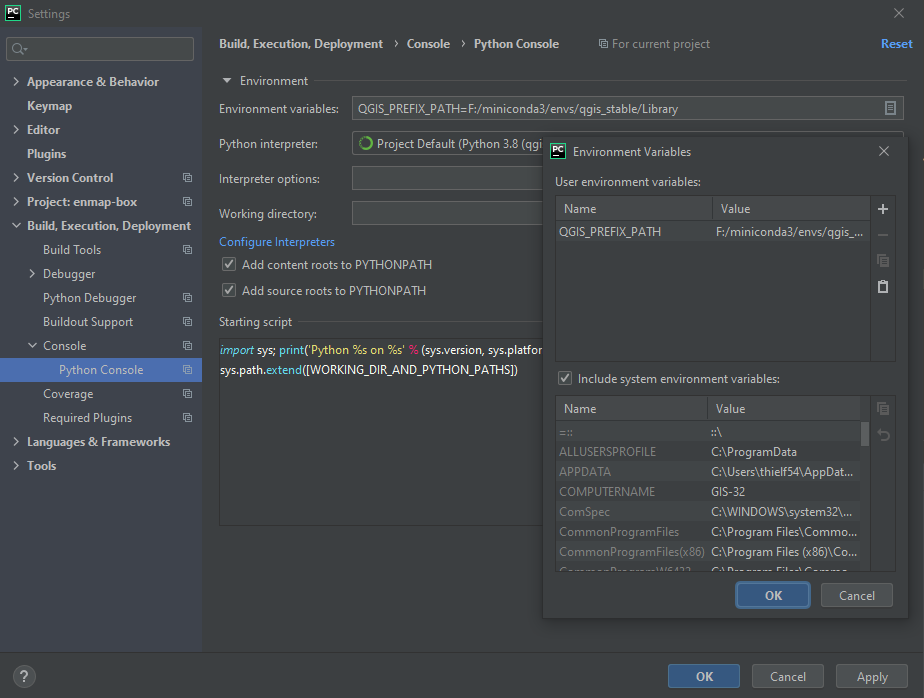 PC Settings
Appearance & Behavior
Keymap
Editor
Plugins
Version Control
Project: enmap-box
Build, Execution, Deployment
Build Tools
Debugger
Python Debugger
Buildout Support
Console
Python Console
Coverage
Required Plugins
Languages & Frameworks
Tools
Build, Execution, Deployment › Console › Python Console
For current project
Reset
Environment
Environment variables: QGIS_PREFIX_PATH=F:/miniconda3/envs/qgis_stable/Library
Python interpreter: Project Default (Python 3.8 (qgi
Interpreter options:
Working directory:
Configure Interpreters
Add content roots to PYTHONPATH
Add source roots to PYTHONPATH
Starting script
import sys; print('Python %s on %s' % (sys.version, sys.platfor
sys.path.extend([WORKING_DIR_AND_PYTHON_PATHS])
PC Environment Variables
User environment variables:
Name Value
QGIS_PREFIX_PATH F:/miniconda3/envs/qgis_...
Include system environment variables:
Name Value
=:: ::\
ALLUSERSPROFILE C:\ProgramData
APPDATA C:\Users\thielf54\AppDat...
COMPUTERNAME GIS-32
ComSpec C:\WINDOWS\system32\...
CommonProgramFiles C:\Program Files\Commo...
CommonProgramFiles(x86) C:\Program Files (x86)\Co...
CommonProgramW6432 C:\Program Files\Commo...
OK Cancel
? OK Cancel Apply